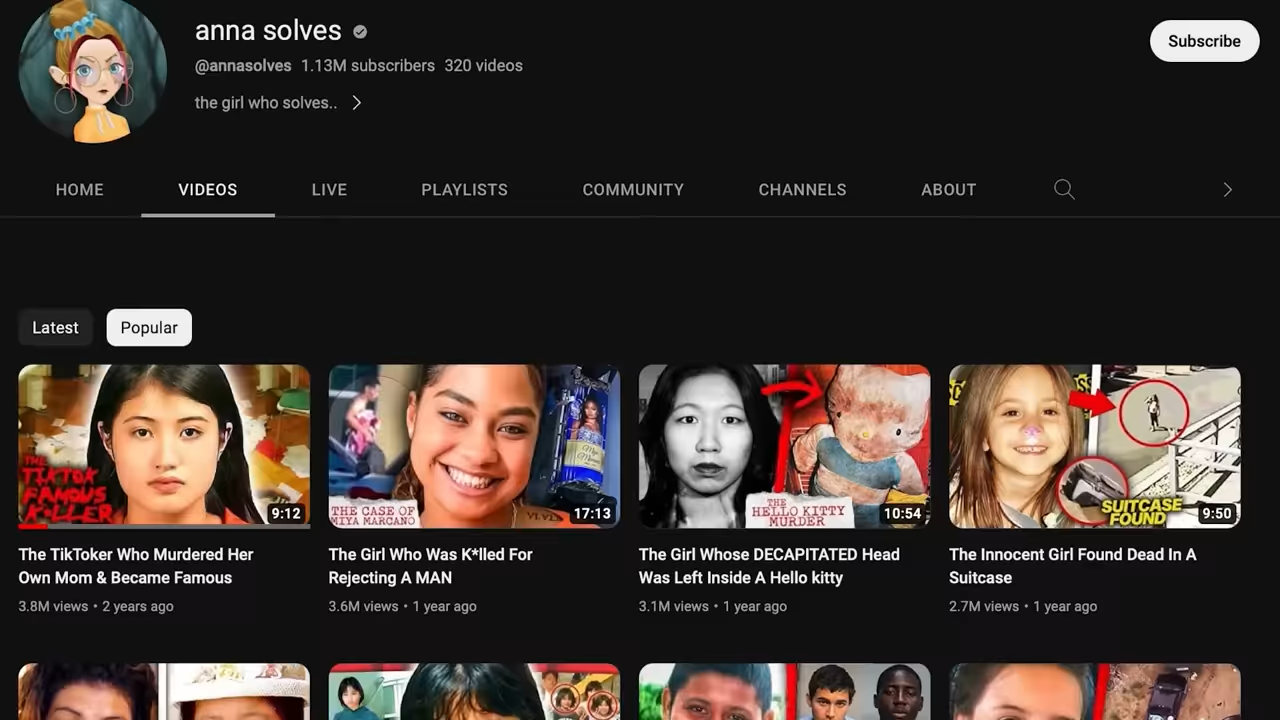 anna solves
@annasolves 1.13M subscribers 320 videos
Subscribe
the girl who solves..
HOME VIDEOS LIVE PLAYLISTS COMMUNITY CHANNELS ABOUT
Latest Popular
THE
TIKTOK
FAMOUS
KILLER
9:12
THE CASE OF
MIYA MARCANO
17:13
THE
HELLO KITTY
MURDER
10:54
SUITCASE
FOUND
9:50
The TikToker Who Murdered Her
Own Mom & Became Famous
3.8M views • 2 years ago
The Girl Who Was K*lled For
Rejecting A MAN
3.6M views • 1 year ago
The Girl Whose DECAPITATED Head
Was Left Inside A Hello kitty
3.1M views • 1 year ago
The Innocent Girl Found Dead In A
Suitcase
2.7M views • 1 year ago